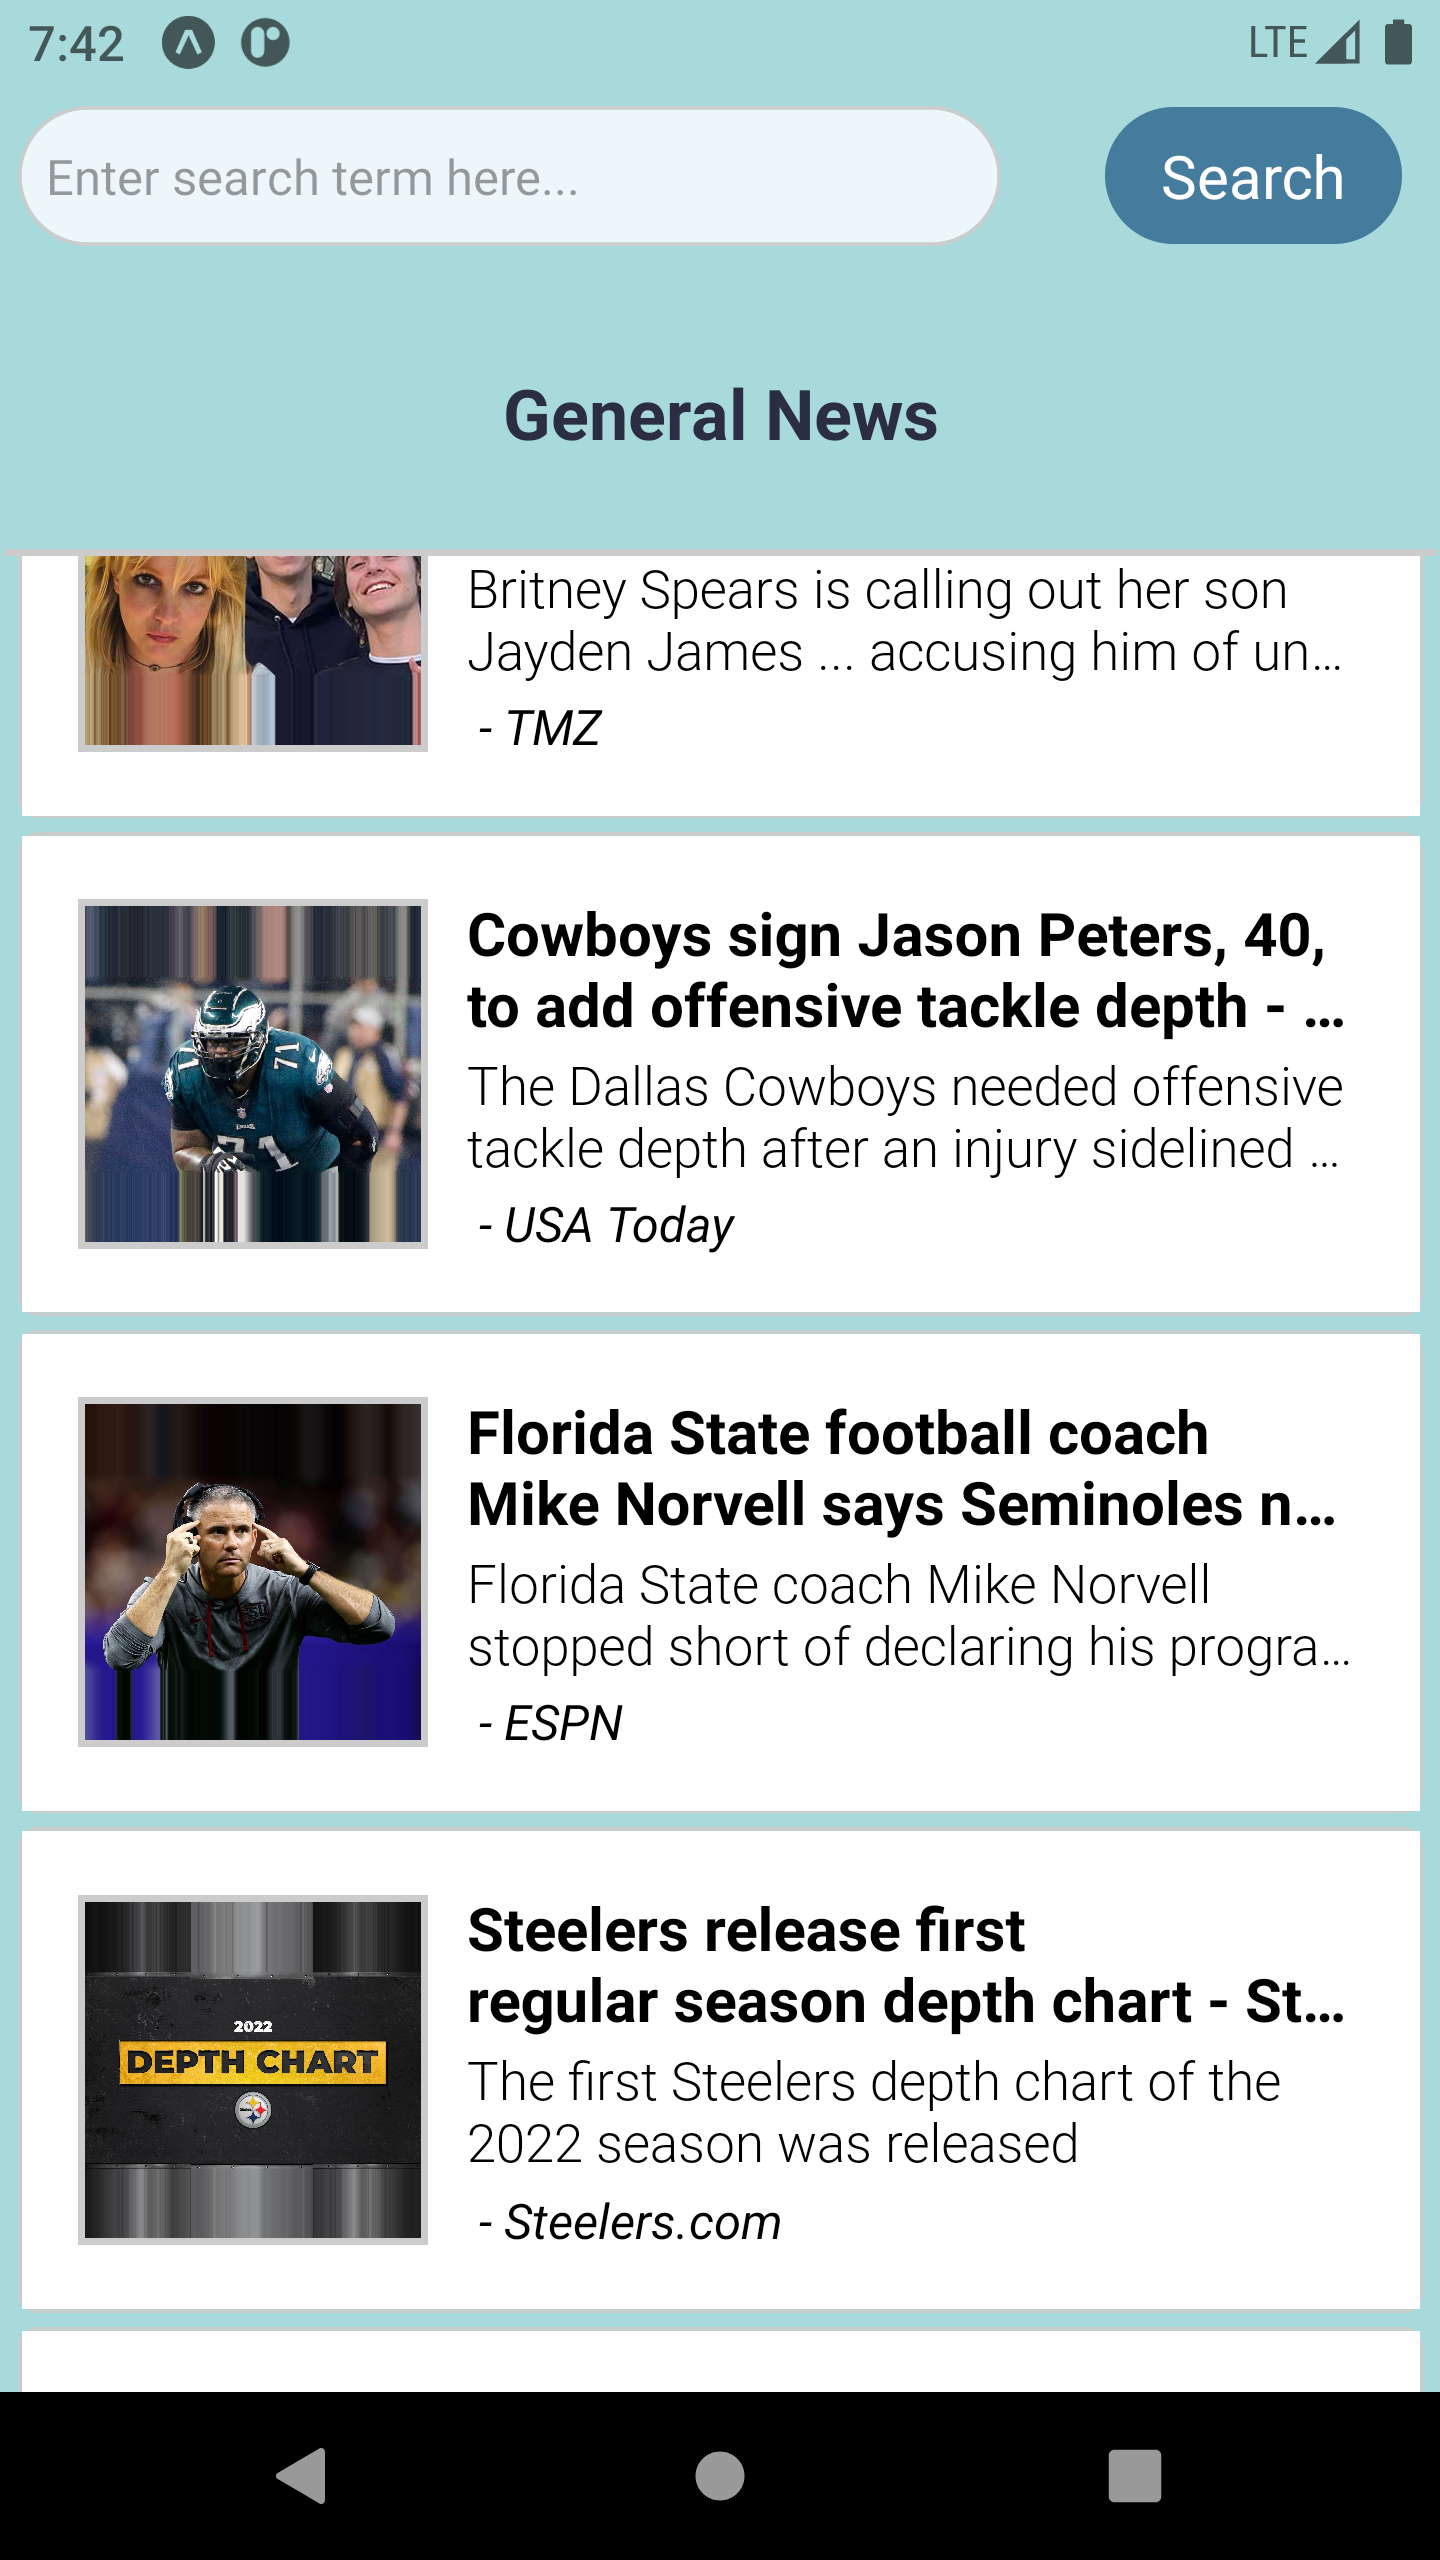 7:42
LTE
Enter search term here...
Search
General News
Britney Spears is calling out her son
Jayden James ... accusing him of un...
- TMZ
Cowboys sign Jason Peters, 40,
to add offensive tackle depth - ...
The Dallas Cowboys needed offensive
tackle depth after an injury sidelined ...
- USA Today
71
71
Florida State football coach
Mike Norvell says Seminoles n...
Florida State coach Mike Norvell
stopped short of declaring his progra...
- ESPN
Steelers release first
regular season depth chart - St...
The first Steelers depth chart of the
2022 season was released
- Steelers.com
2022
DEPTH CHART